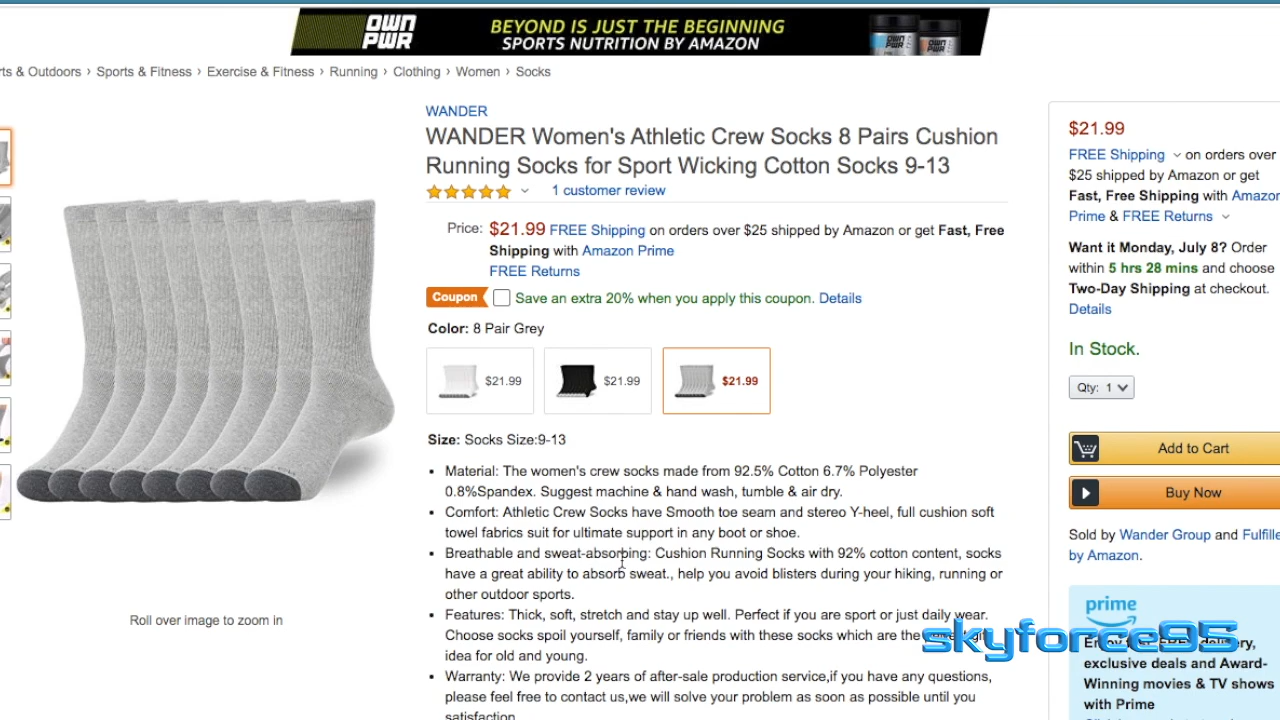 OWN PWR
BEYOND IS JUST THE BEGINNING
SPORTS NUTRITION BY AMAZON
OWN PWR
OWN PWR
rts & Outdoors › Sports & Fitness › Exercise & Fitness › Running › Clothing › Women › Socks
WANDER
WANDER Women's Athletic Crew Socks 8 Pairs Cushion
Running Socks for Sport Wicking Cotton Socks 9-13
1 customer review
Price: $21.99 FREE Shipping on orders over $25 shipped by Amazon or get Fast, Free
Shipping with Amazon Prime
FREE Returns
Coupon Save an extra 20% when you apply this coupon. Details
Color: 8 Pair Grey
$21.99 $21.99 $21.99
Size: Socks Size:9-13
• Material: The women's crew socks made from 92.5% Cotton 6.7% Polyester
0.8%Spandex. Suggest machine & hand wash, tumble & air dry.
• Comfort: Athletic Crew Socks have Smooth toe seam and stereo Y-heel, full cushion soft
towel fabrics suit for ultimate support in any boot or shoe.
• Breathable and sweat-absorbing: Cushion Running Socks with 92% cotton content, socks
have a great ability to absorb sweat., help you avoid blisters during your hiking, running or
other outdoor sports.
• Features: Thick, soft, stretch and stay up well. Perfect if you are sport or just daily wear.
Choose socks spoil yourself, family or friends with these socks which are the
idea for old and young.
• Warranty: We provide 2 years of after-sale production service,if you have any questions,
please feel free to contact us,we will solve your problem as soon as possible until you
satisfaction
Roll over image to zoom in
$21.99
FREE Shipping on orders over
$25 shipped by Amazon or get
Fast, Free Shipping with Amazon
Prime & FREE Returns
Want it Monday, July 8? Order
within 5 hrs 28 mins and choose
Two-Day Shipping at checkout.
Details
In Stock.
Qty: 1
Add to Cart
Buy Now
Sold by Wander Group and Fulfille
by Amazon.
prime
skyforce95
exclusive deals and Award-
Winning movies & TV shows
with Prime